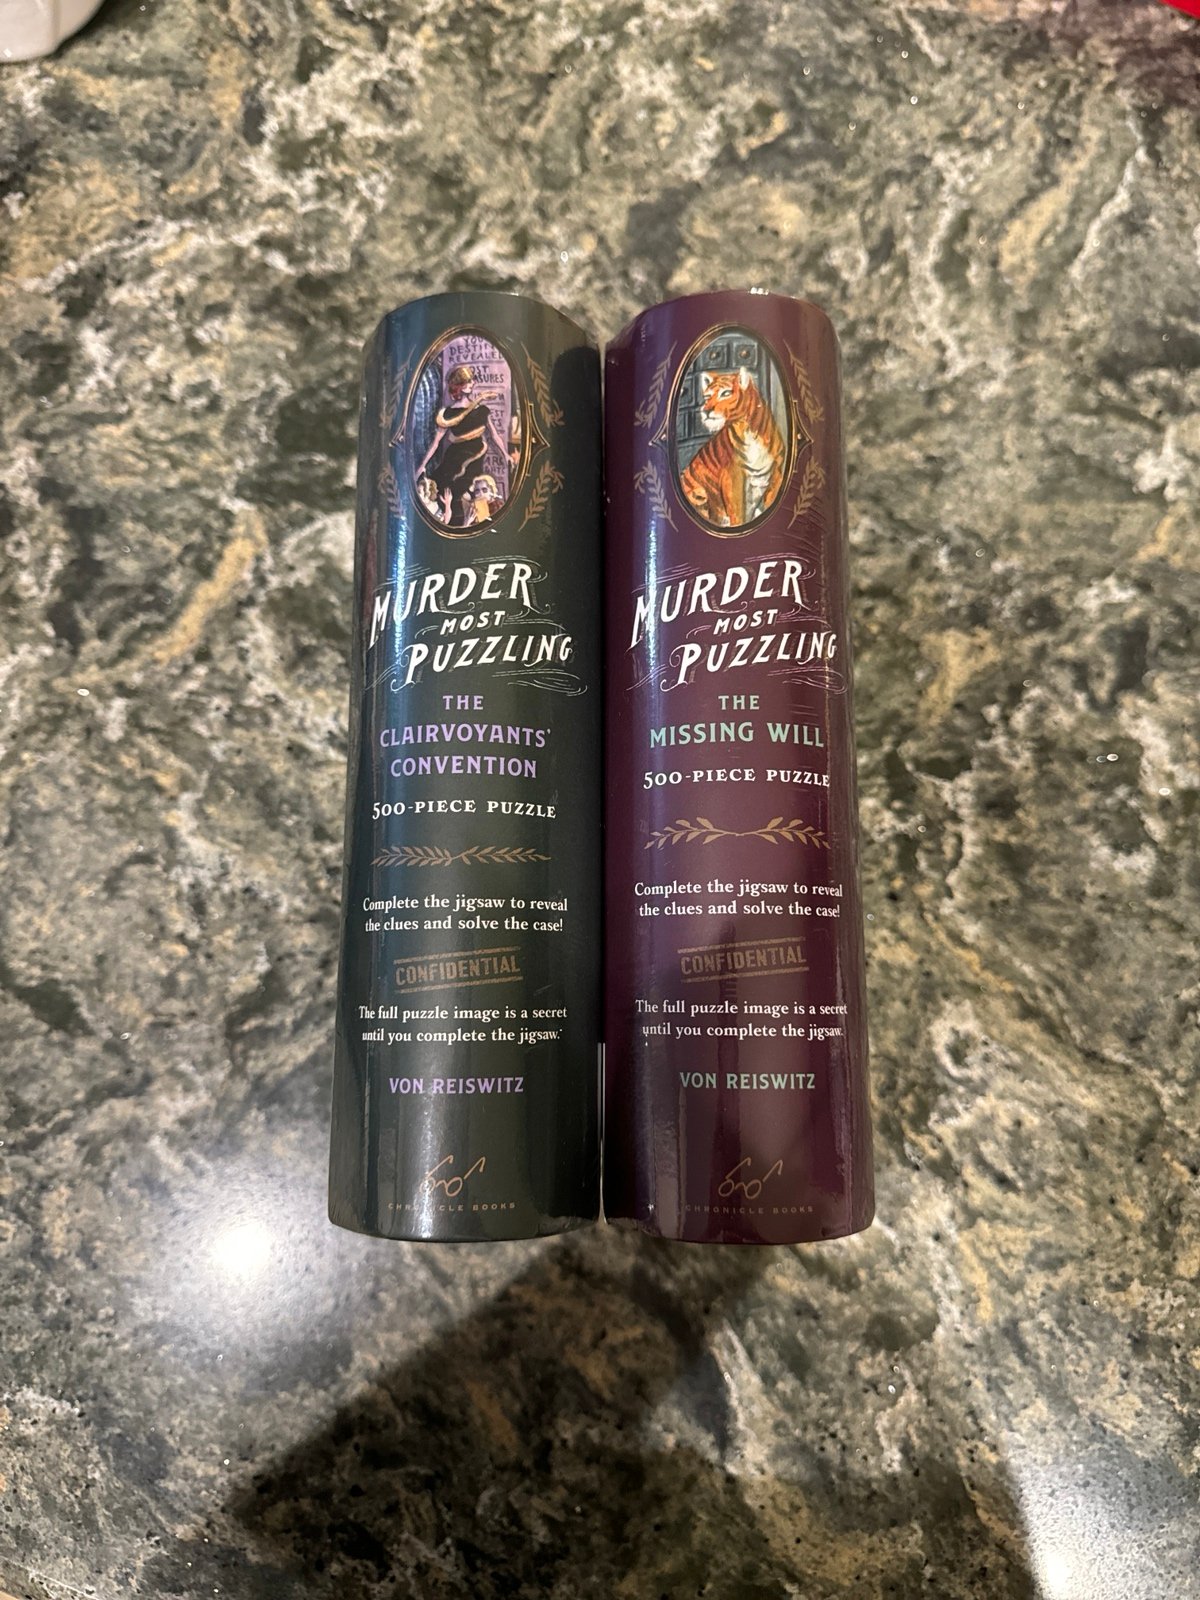 YOUR
DESTINY
REVEALED
MURDER
MOST
PUZZLING
THE
CLAIRVOYANTS'
CONVENTION
500-PIECE PUZZLE
Complete the jigsaw to reveal
the clues and solve the case!
CONFIDENTIAL
The full puzzle image is a secret
until you complete the jigsaw.
VON REISWITZ
CHRONICLE BOOKS
MURDER
MOST
PUZZLING
THE
MISSING WILL
500-PIECE PUZZLE
Complete the jigsaw to reveal
the clues and solve the case!
CONFIDENTIAL
The full puzzle image is a secret
until you complete the jigsaw.
VON REISWITZ
CHRONICLE BOOKS